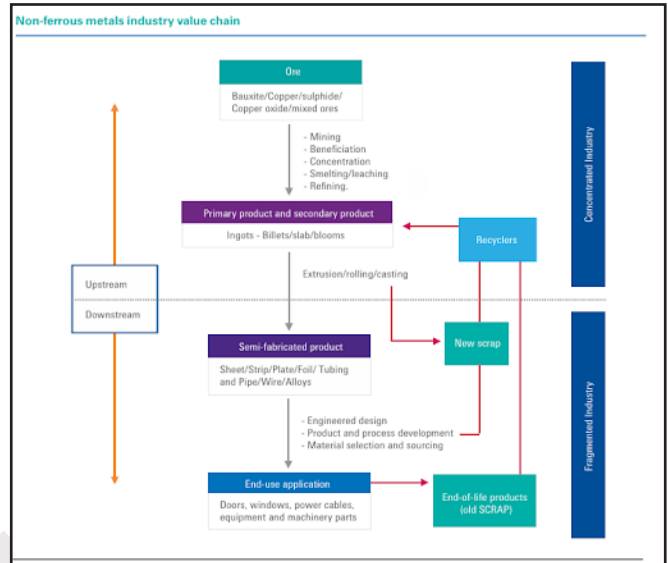 Non-ferrous metals industry value chain
Ore
Bauxite/Copper/sulphide/
Copper oxide/mixed ores
- Mining
- Beneficiation
- Concentration
- Smelting/leaching
- Refining.
Concentrated Industry
Primary product and secondary product
Ingots - Billets/slab/blooms
Recyclers
Extrusion/rolling/casting
Upstream
Downstream
New scrap
Semi-fabricated product
Sheet/Strip/Plate/Foil/ Tubing
and Pipe/Wire/Alloys
- Engineered design
- Product and process development
- Material selection and sourcing
Fragmented Industry
End-use application
Doors, windows, power cables,
equipment and machinery parts
End-of-life products
(old SCRAP)